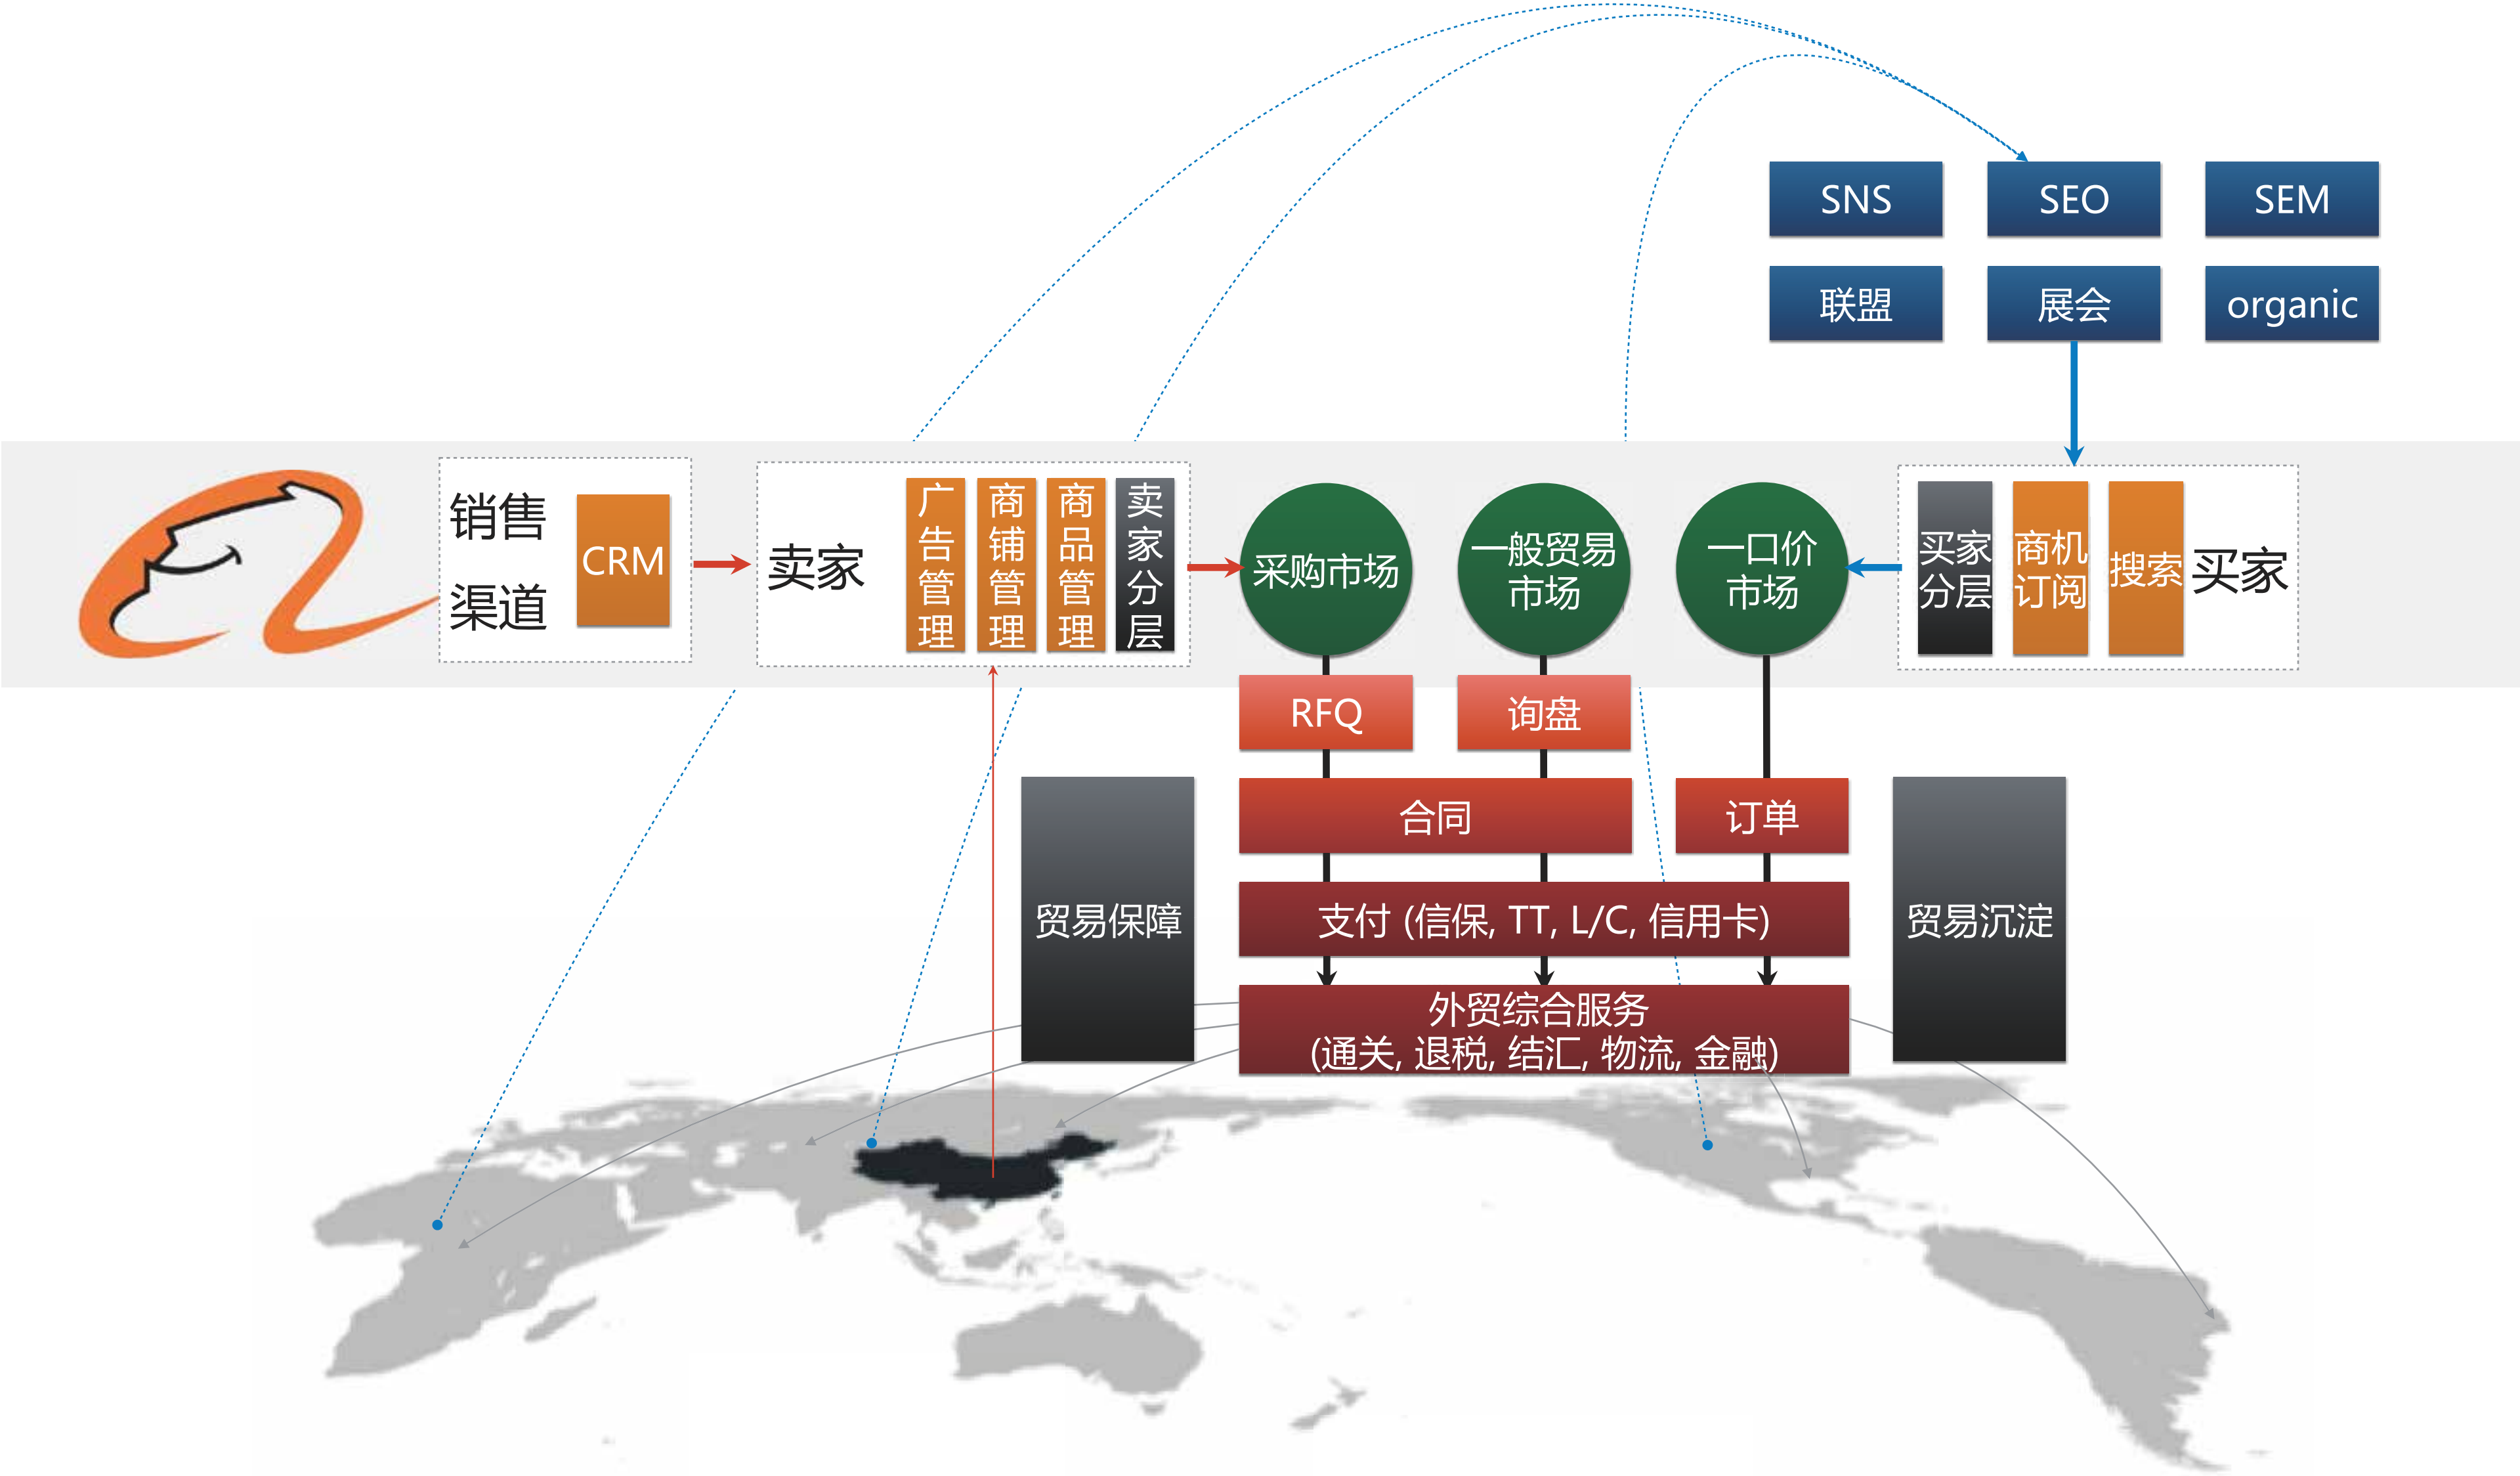 SNS
SEO
SEM
联盟
展会
organic
销售
渠道
CRM
卖家
广告管理
商铺管理
商品管理
卖家分层
采购市场
一般贸易
市场
一口价
市场
买家
分层
商机
订阅
搜索
买家
RFQ
询盘
合同
订单
贸易保障
支付 (信保, TT, L/C, 信用卡)
贸易沉淀
外贸综合服务
(通关, 退税, 结汇, 物流, 金融)